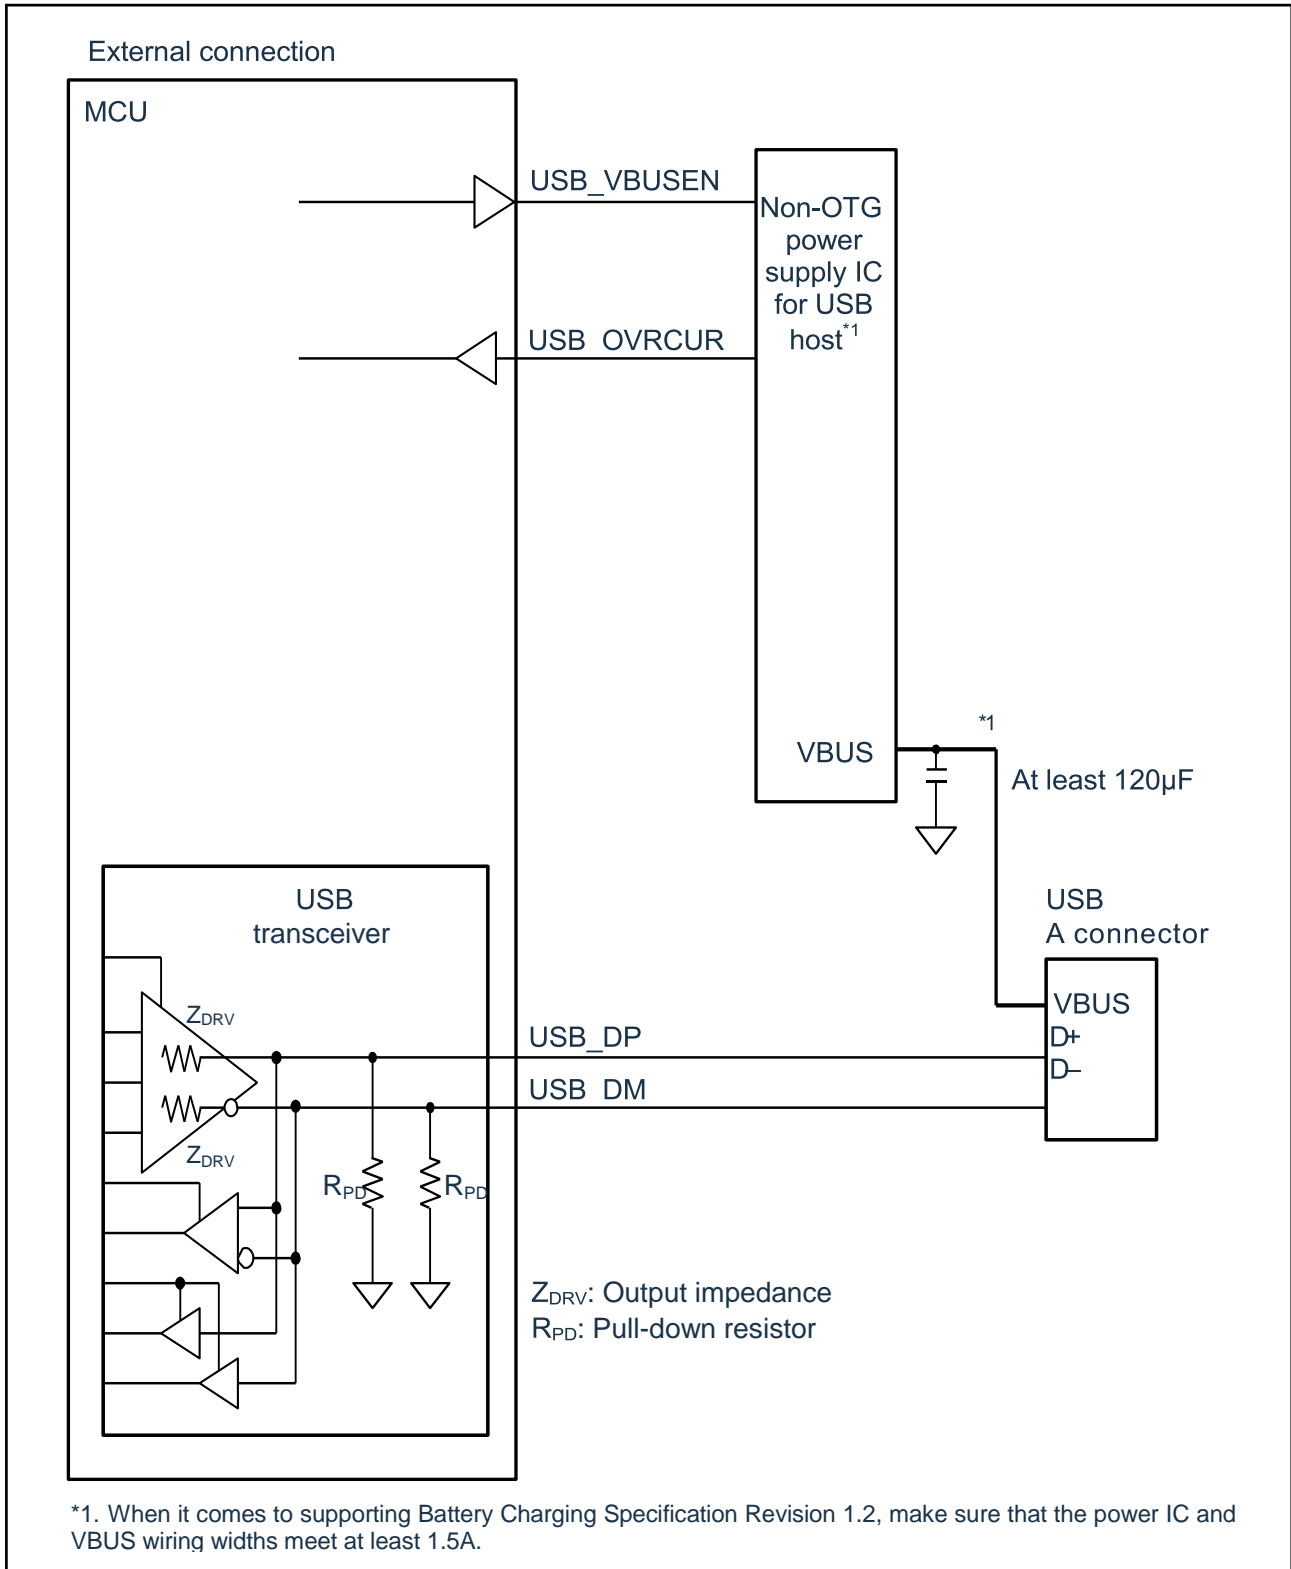 External connection
MCU
USB_VBUSEN
Non-OTG
power
supply IC
for USB
host*1
USB_OVRCUR
*1
VBUS
At least 120μF
USB
transceiver
USB
A connector
ZDRV
VBUS
USB_DP
D+
D–
USB_DM
ZDRV
RPD
RPD
ZDRV: Output impedance
RPD: Pull-down resistor
*1. When it comes to supporting Battery Charging Specification Revision 1.2, make sure that the power IC and
VBUS wiring widths meet at least 1.5A.